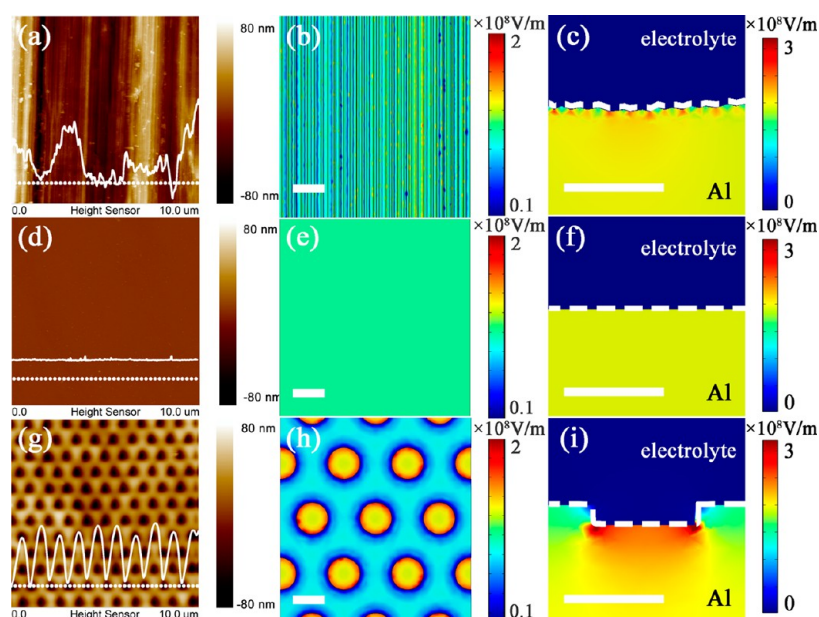 (a)
80 nm
-80 nm
0.0 Height Sensor 10.0 um
(b)
×10⁸V/m
2
0.1
(c)
electrolyte
Al
×10⁸V/m
3
0
(d)
80 nm
-80 nm
0.0 Height Sensor 10.0 um
(e)
×10⁸V/m
2
0.1
(f)
electrolyte
Al
×10⁸V/m
3
0
(g)
80 nm
-80 nm
0.0 Height Sensor 10.0 um
(h)
×10⁸V/m
2
0.1
(i)
electrolyte
Al
×10⁸V/m
3
0